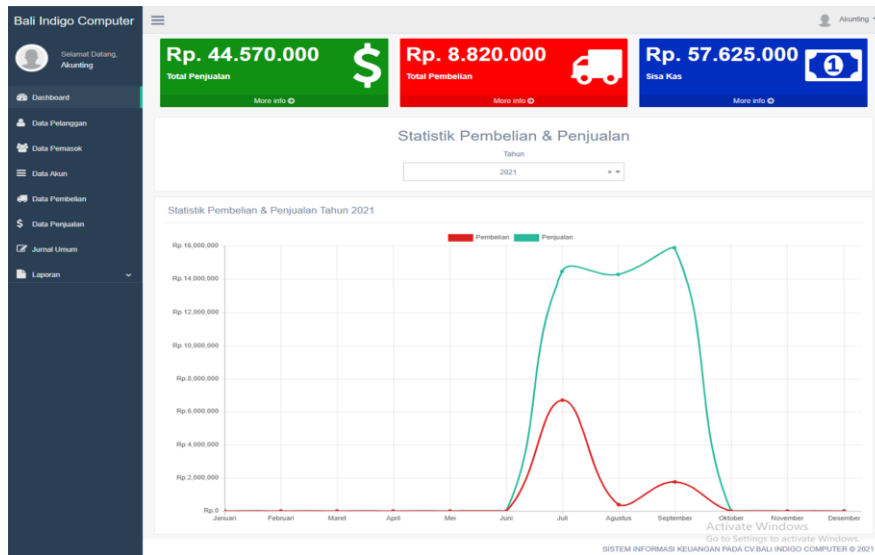 Bali Indigo Computer
Akunting
Selamat Datang,
Akunting
Dashboard
Data Pelanggan
Data Pemasok
Data Akun
Data Pembelian
Data Penjualan
Jurnal Umum
Laporan
Rp. 44.570.000
Total Penjualan
More info
Rp. 8.820.000
Total Pembelian
More info
Rp. 57.625.000
Sisa Kas
1
More info
Statistik Pembelian & Penjualan
Tahun
2021
Statistik Pembelian & Penjualan Tahun 2021
Pembelian Penjualan
Rp.16,000,000
Rp.14,000,000
Rp.12,000,000
Rp.10,000,000
Rp.8,000,000
Rp.6,000,000
Rp.4,000,000
Rp.2,000,000
Rp.0
Januari Februari Maret April Mei Juni Juli Agustus September Oktober November Desember
Activate Windows
Go to Settings to activate Windows.
SISTEM INFORMASI KEUANGAN PADA CV.BALI INDIGO COMPUTER © 2021